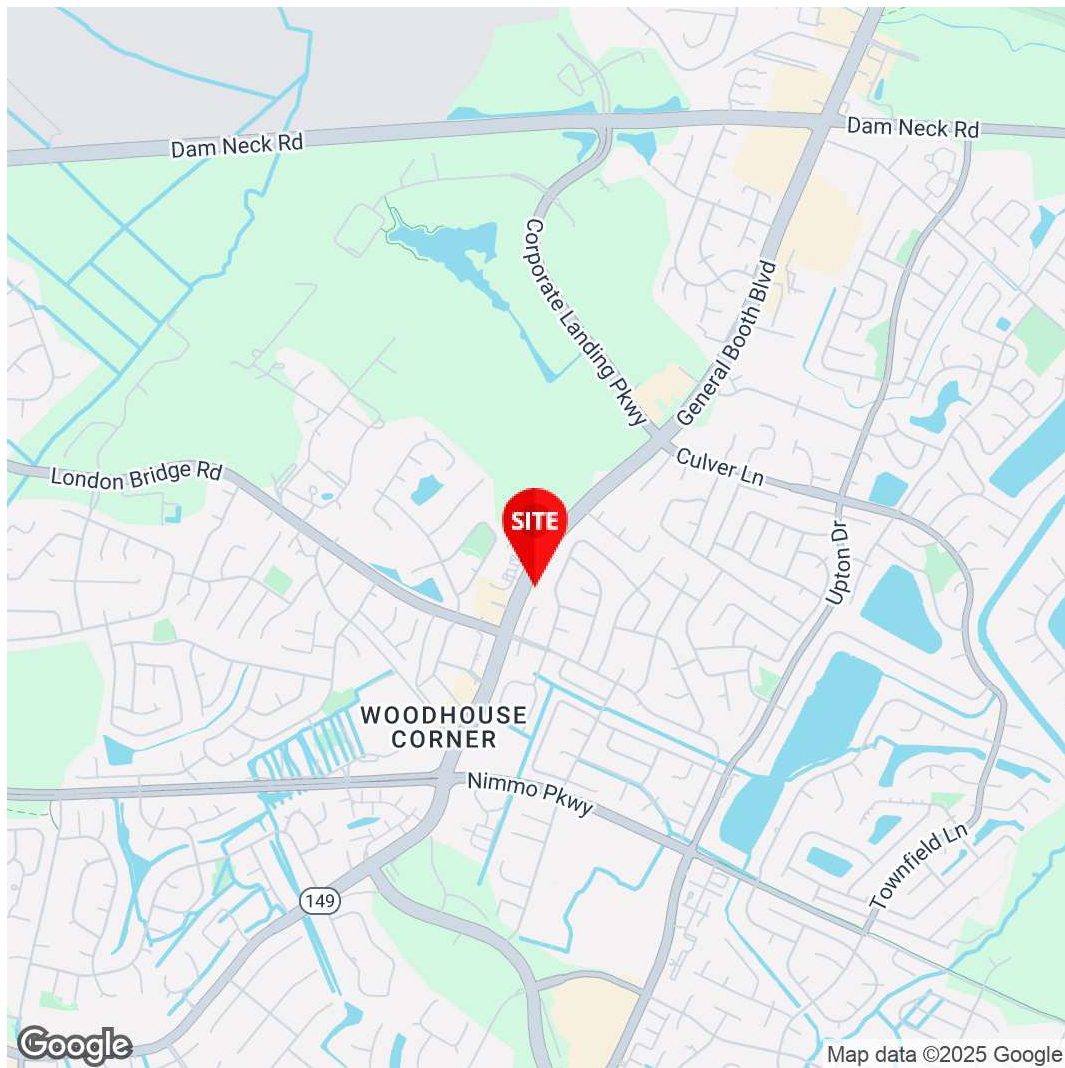 Dam Neck Rd
Dam Neck Rd
Corporate Landing Pkwy
General Booth Blvd
London Bridge Rd
Culver Ln
SITE
Upton Dr
WOODHOUSE
CORNER
Nimmo Pkwy
Townfield Ln
149
Google
Map data ©2025 Google